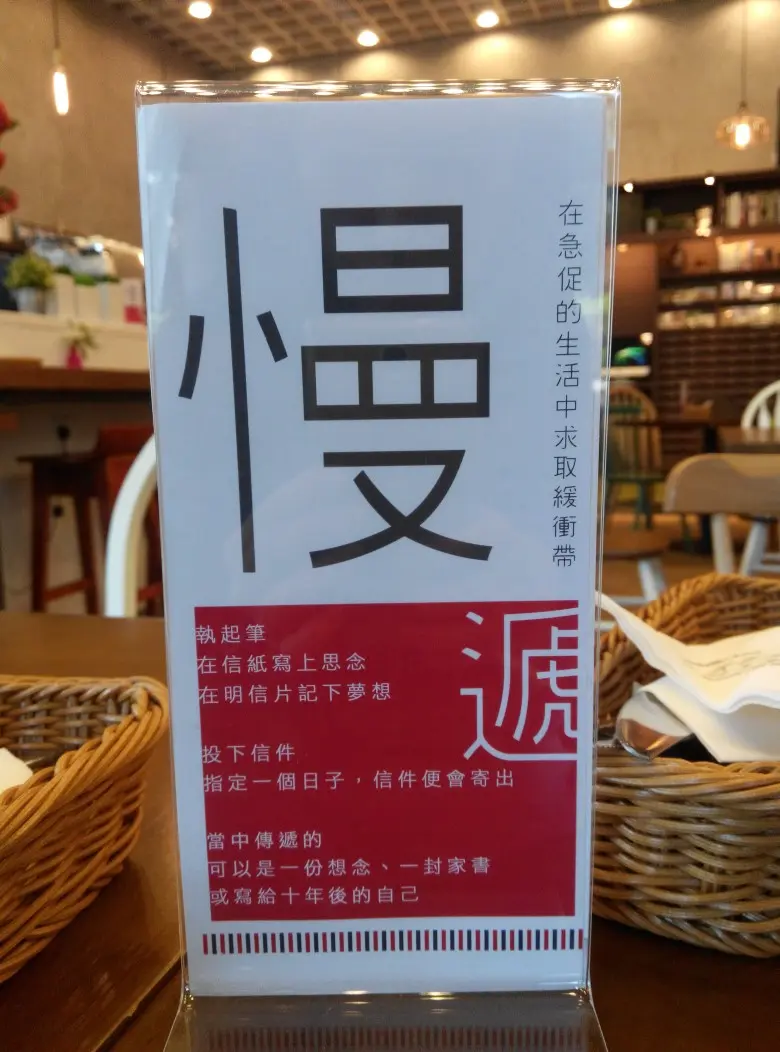 慢
在急促的生活中求取緩衝帶
遞
執起筆
在信紙寫上思念
在明信片記下夢想
投下信件
指定一個日子，信件便會寄出
當中傳遞的
可以是一份想念、一封家書
或寫給十年後的自己